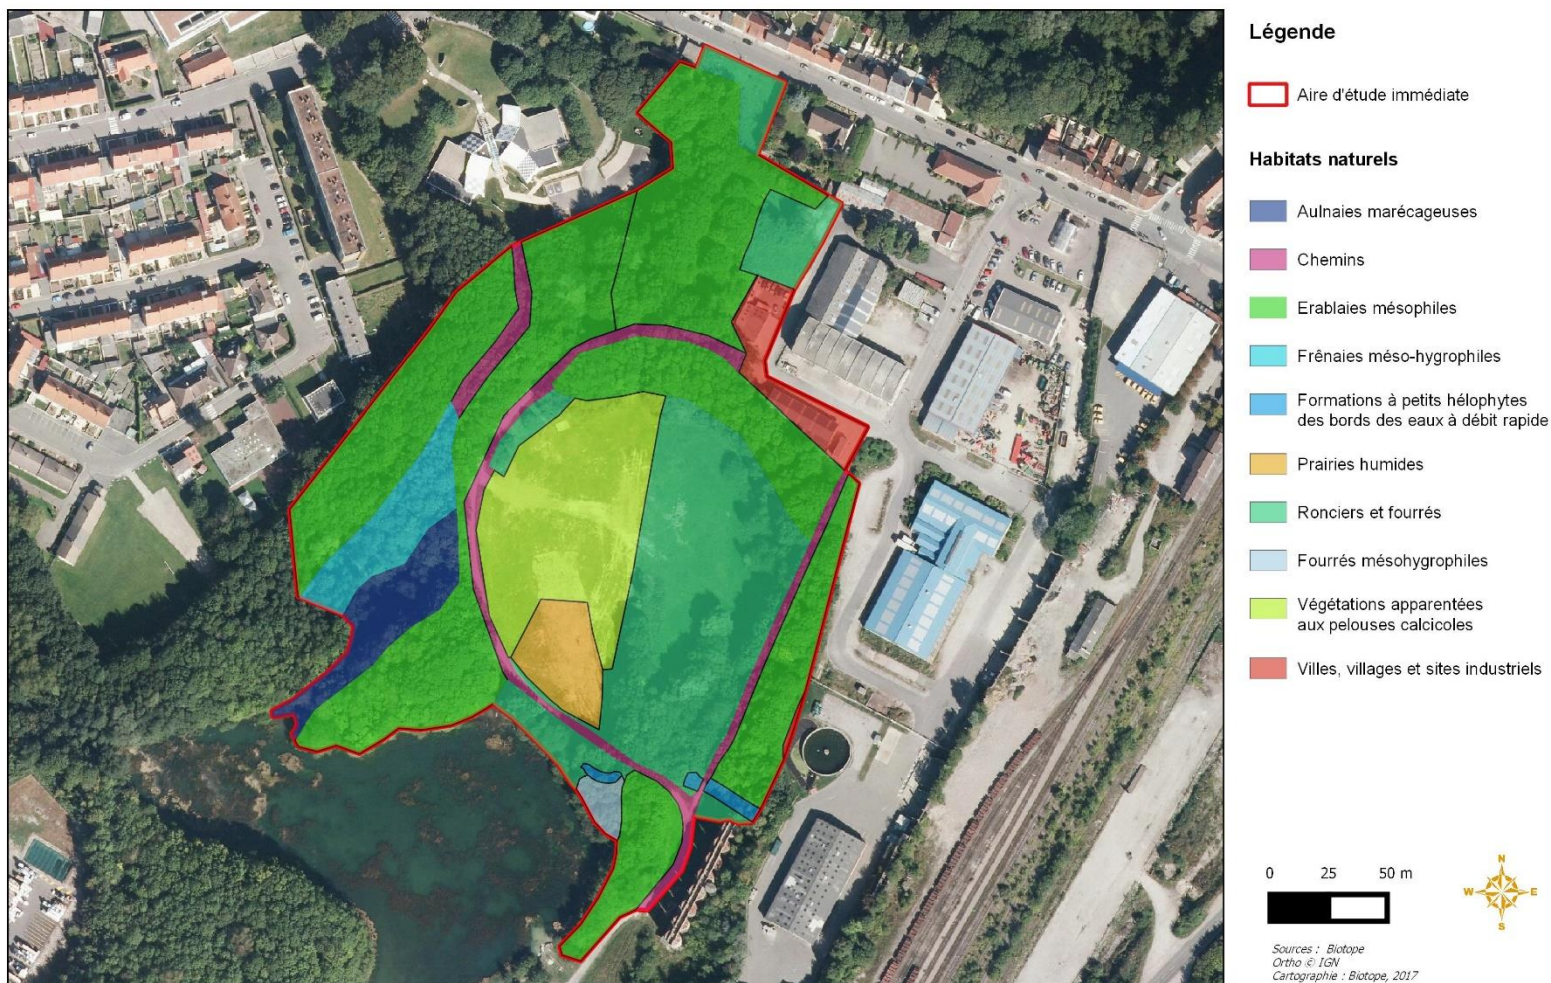 Légende
Aire d'étude immédiate
Habitats naturels
Aulnaies marécageuses
Chemins
Erablaies mésophiles
Frênaies méso-hygrophiles
Formations à petits hélophytes
des bords des eaux à débit rapide
Prairies humides
Ronciers et fourrés
Fourrés mésohygrophiles
Végétations apparentées
aux pelouses calcicoles
Villes, villages et sites industriels
0 25 50 m
N
W E
S
Sources : Biotope
Ortho © IGN
Cartographie : Biotope, 2017